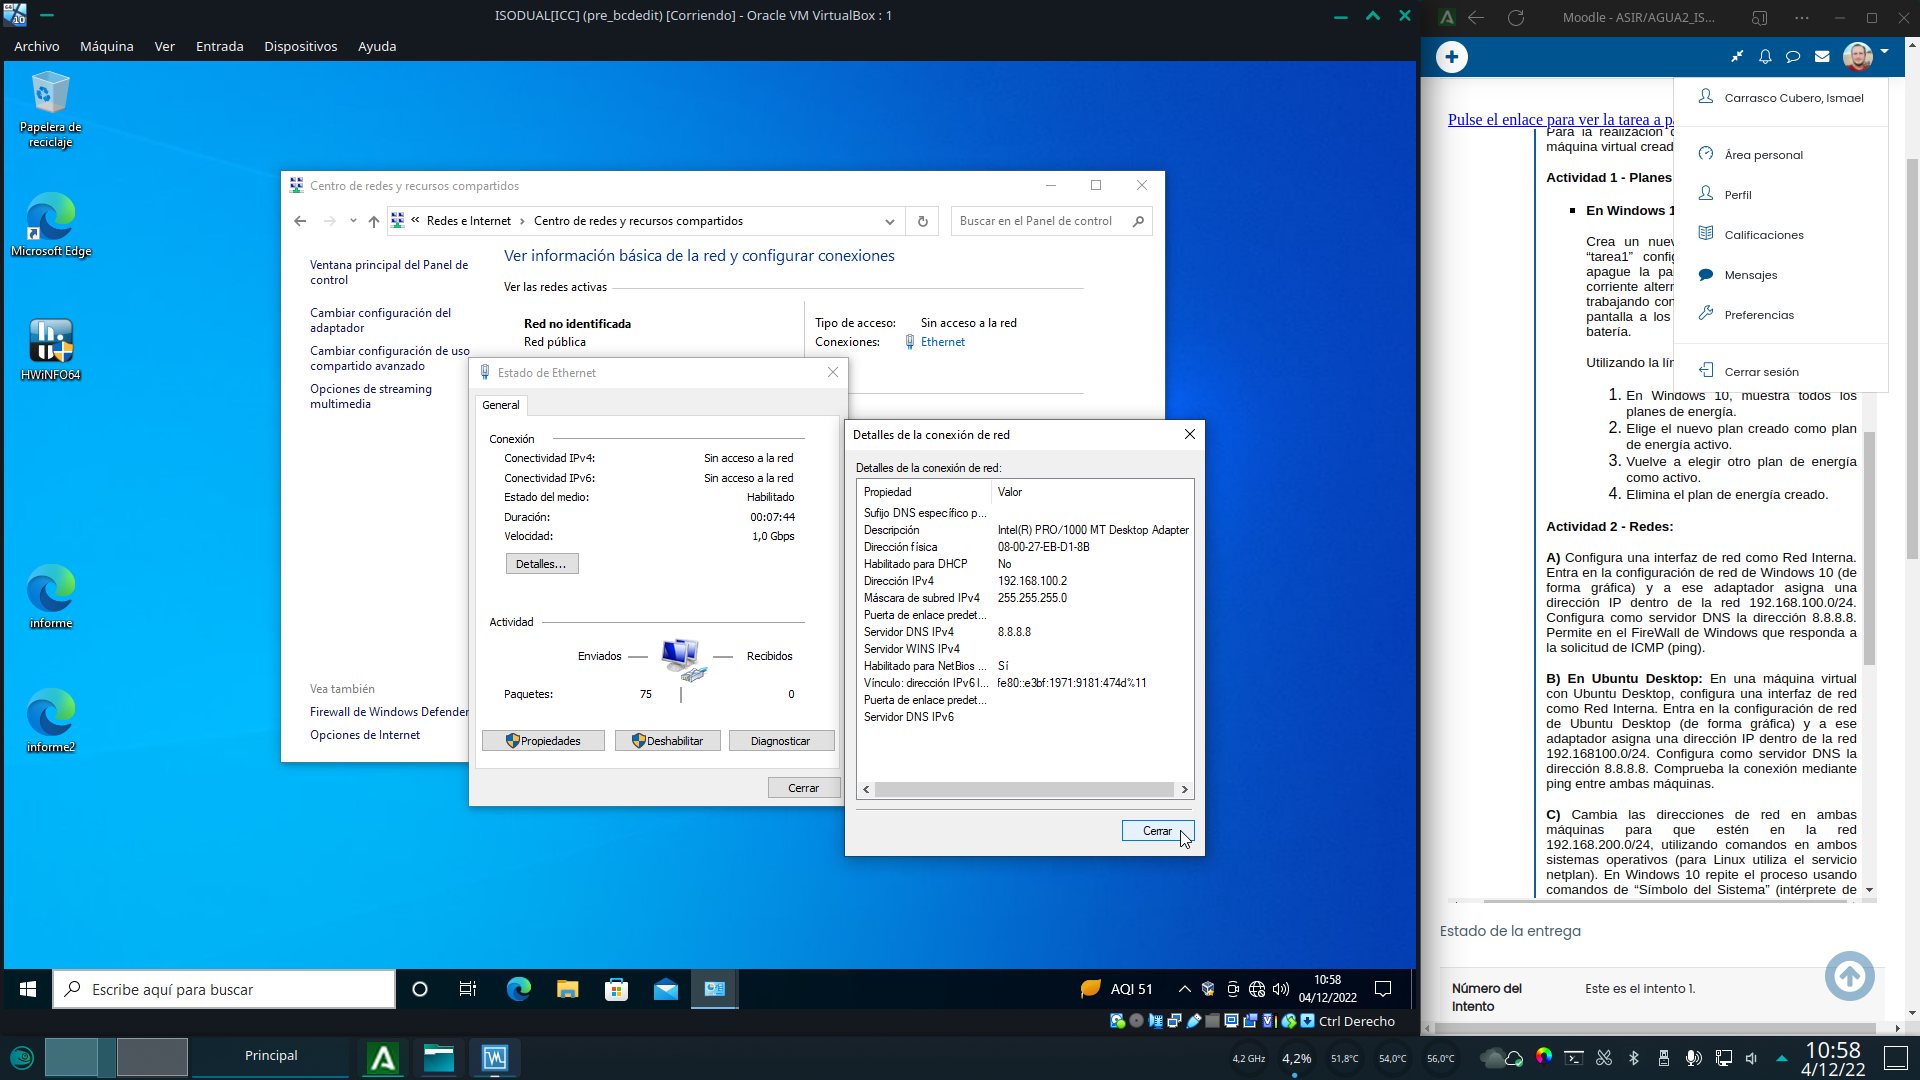 ISODUAL[ICC] (pre_bcdedit) [Corriendo] - Oracle VM VirtualBox : 1
Archivo Máquina Ver Entrada Dispositivos Ayuda
Papelera de
reciclaje
Microsoft Edge
HWiNFO64
informe
informe2
Centro de redes y recursos compartidos
« Redes e Internet > Centro de redes y recursos compartidos
Buscar en el Panel de control
Ventana principal del Panel de
control
Cambiar configuración del
adaptador
Cambiar configuración de uso
compartido avanzado
Opciones de streaming
multimedia
Vea también
Firewall de Windows Defender
Opciones de Internet
Ver información básica de la red y configurar conexiones
Ver las redes activas
Red no identificada
Red pública
Tipo de acceso: Sin acceso a la red
Conexiones: Ethernet
Estado de Ethernet
General
Conexión
Conectividad IPv4: Sin acceso a la red
Conectividad IPv6: Sin acceso a la red
Estado del medio: Habilitado
Duración: 00:07:44
Velocidad: 1,0 Gbps
Detalles...
Actividad
Enviados Recibidos
Paquetes: 75 0
Propiedades Deshabilitar Diagnosticar
Cerrar
Detalles de la conexión de red
Detalles de la conexión de red:
Propiedad Valor
Sufijo DNS específico p...
Descripción Intel(R) PRO/1000 MT Desktop Adapter
Dirección física 08-00-27-EB-D1-8B
Habilitado para DHCP No
Dirección IPv4 192.168.100.2
Máscara de subred IPv4 255.255.255.0
Puerta de enlace predet...
Servidor DNS IPv4 8.8.8.8
Servidor WINS IPv4
Habilitado para NetBios ... Sí
Vínculo: dirección IPv6 l... fe80::e3bf:1971:9181:474d%11
Puerta de enlace predet...
Servidor DNS IPv6
Cerrar
Escribe aquí para buscar
AQI 51
10:58
04/12/2022
Ctrl Derecho
Moodle - ASIR/AGUA2_IS...
Carrasco Cubero, Ismael
Área personal
Perfil
Calificaciones
Mensajes
Preferencias
Cerrar sesión
Pulse el enlace para ver la tarea a pa
Para la realización
máquina virtual cread
Actividad 1 - Planes
En Windows 1
Crea un nuev
"tarea1" config
apague la pa
corriente altern
trabajando con
pantalla a los
batería.
Utilizando la lín
1. En Windows 10, muestra todos los
planes de energía.
2. Elige el nuevo plan creado como plan
de energía activo.
3. Vuelve a elegir otro plan de energía
como activo.
4. Elimina el plan de energía creado.
Actividad 2 - Redes:
A) Configura una interfaz de red como Red Interna.
Entra en la configuración de red de Windows 10 (de
forma gráfica) y a ese adaptador asigna una
dirección IP dentro de la red 192.168.100.0/24.
Configura como servidor DNS la dirección 8.8.8.8.
Permite en el FireWall de Windows que responda a
la solicitud de ICMP (ping).
B) En Ubuntu Desktop: En una máquina virtual
con Ubuntu Desktop, configura una interfaz de red
como Red Interna. Entra en la configuración de red
de Ubuntu Desktop (de forma gráfica) y a ese
adaptador asigna una dirección IP dentro de la red
192.168100.0/24. Configura como servidor DNS la
dirección 8.8.8.8. Comprueba la conexión mediante
ping entre ambas máquinas.
C) Cambia las direcciones de red en ambas
máquinas para que estén en la red
192.168.200.0/24, utilizando comandos en ambos
sistemas operativos (para Linux utiliza el servicio
netplan). En Windows 10 repite el proceso usando
comandos de "Símbolo del Sistema" (intérprete de
Estado de la entrega
Número del
intento
Este es el intento 1.
Principal
4,2 GHz 4,2% 51,8°C 54,0°C 56,0°C
10:58
4/12/22